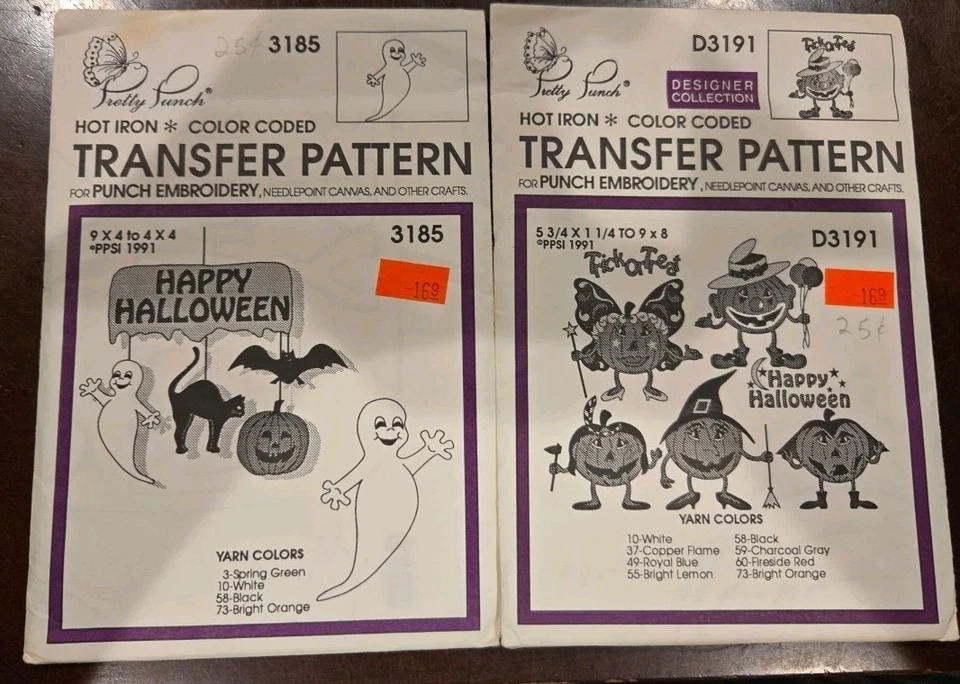 25¢ 3185
Pretty Punch®
HOT IRON * COLOR CODED
TRANSFER PATTERN
FOR PUNCH EMBROIDERY, NEEDLEPOINT CANVAS, AND OTHER CRAFTS.
9 X 4 to 4 X 4
©PPSI 1991
3185
-169
HAPPY
HALLOWEEN
YARN COLORS
3-Spring Green
10-White
58-Black
73-Bright Orange
D3191
Trick or Treat
Pretty Punch®
DESIGNER
COLLECTION
HOT IRON * COLOR CODED
TRANSFER PATTERN
FOR PUNCH EMBROIDERY, NEEDLEPOINT CANVAS, AND OTHER CRAFTS.
5 3/4 X 1 1/4 TO 9 x 8
©PPSI 1991
D3191
Trick or Treat
-169
25¢
Happy
Halloween
YARN COLORS
10-White
37-Copper Flame
49-Royal Blue
55-Bright Lemon
58-Black
59-Charcoal Gray
60-Fireside Red
73-Bright Orange